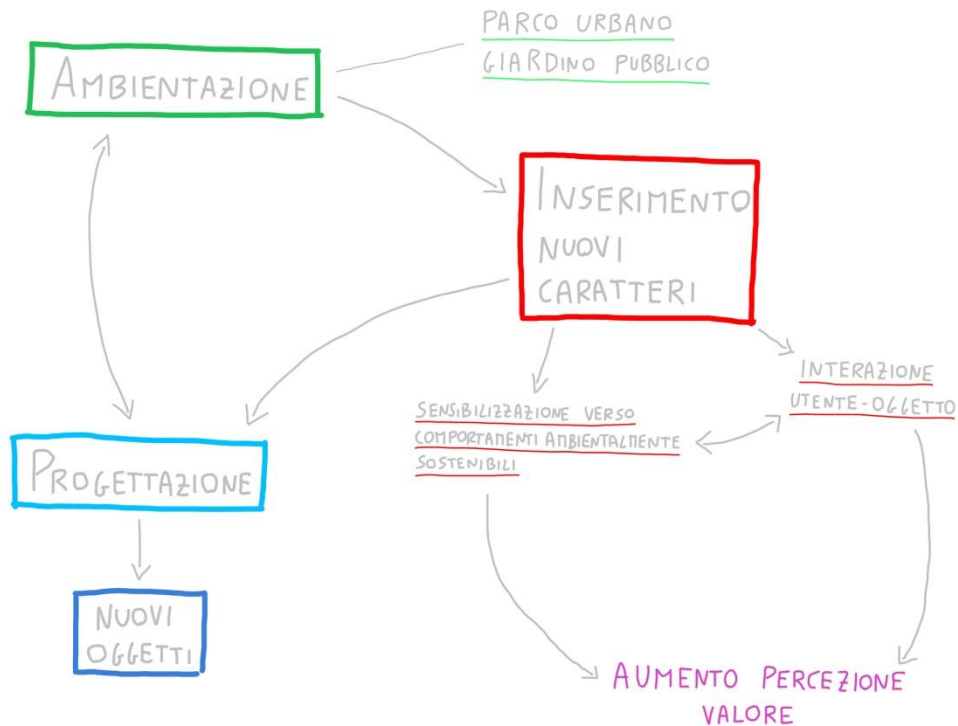 PARCO URBANO
GIARDINO PUBBLICO
AMBIENTAZIONE
INSERIMENTO
NUOVI
CARATTERI
INTERAZIONE
UTENTE-OGGETTO
SENSIBILIZZAZIONE VERSO
COMPORTAMENTI AMBIENTALMENTE
SOSTENIBILI
PROGETTAZIONE
NUOVI
OGGETTI
AUMENTO PERCEZIONE
VALORE